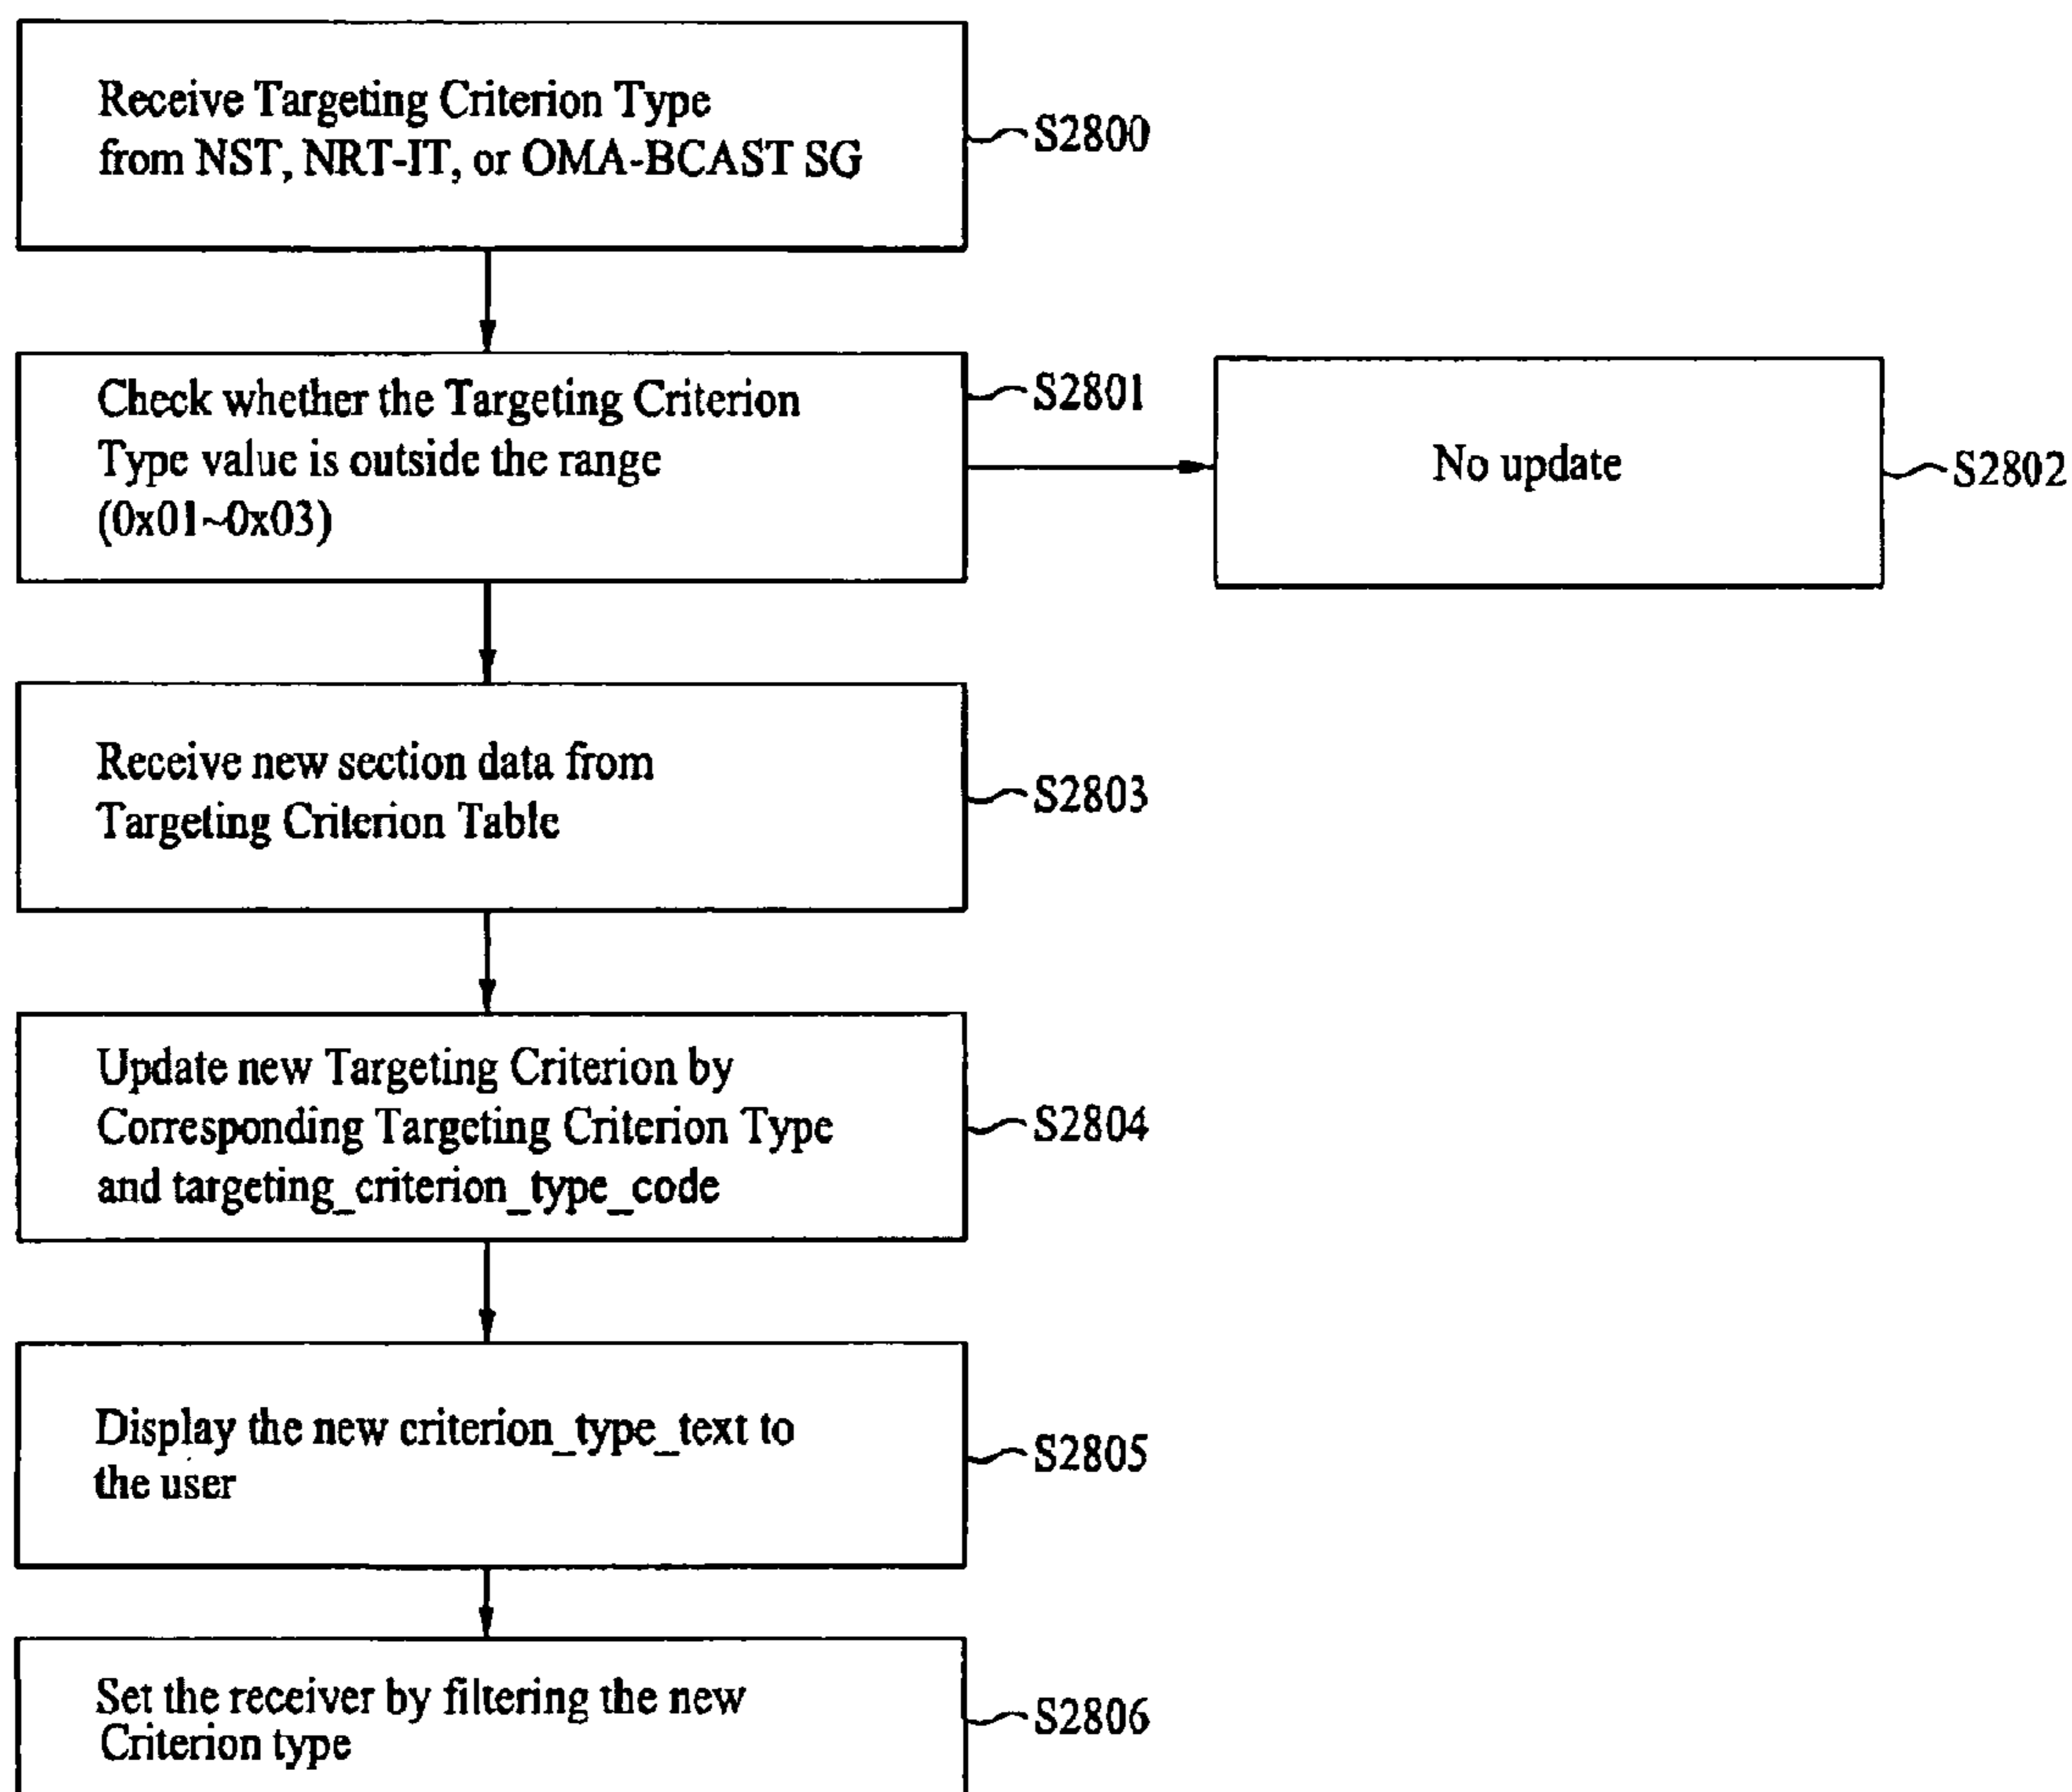 Receive Targeting Criterion Type
from NST, NRT-IT, or OMA-BCAST SG
S2800
Check whether the Targeting Criterion
Type value is outside the range
(0x01~0x03)
S2801
No update
S2802
Receive new section data from
Targeting Criterion Table
S2803
Update new Targeting Criterion by
Corresponding Targeting Criterion Type
and targeting_criterion_type_code
S2804
Display the new criterion_type_text to
the user
S2805
Set the receiver by filtering the new
Criterion type
S2806